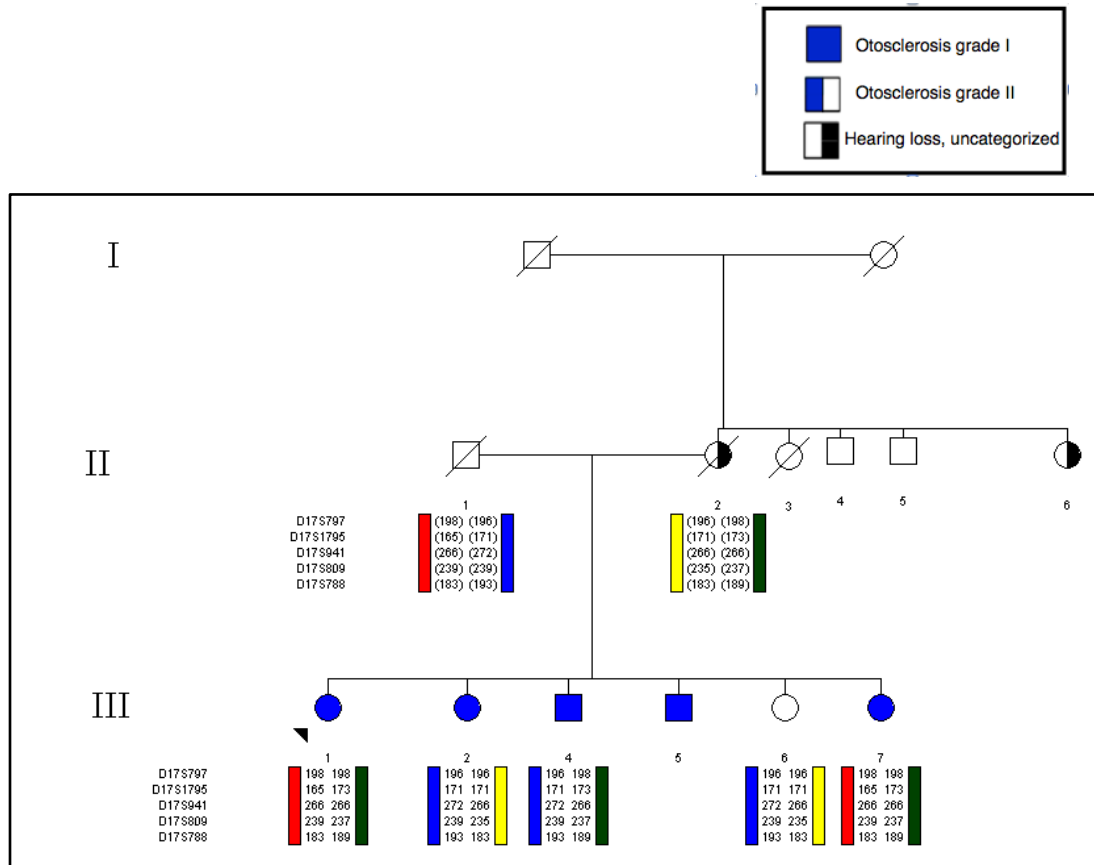 Otosclerosis grade I
Otosclerosis grade II
Hearing loss, uncategorized
I
II
1 2 3 4 5 6
D17S797 (198) (196) (196) (198)
D17S1795 (165) (171) (171) (173)
D17S941 (266) (272) (266) (266)
D17S809 (239) (239) (235) (237)
D17S788 (183) (193) (183) (189)
III
1 2 4 5 6 7
D17S797 198 198 196 196 196 198 196 196 198 198
D17S1795 165 173 171 171 171 173 171 171 165 173
D17S941 266 266 272 266 272 266 272 266 266 266
D17S809 239 237 239 235 239 237 239 235 239 237
D17S788 183 189 193 183 193 189 193 183 183 189